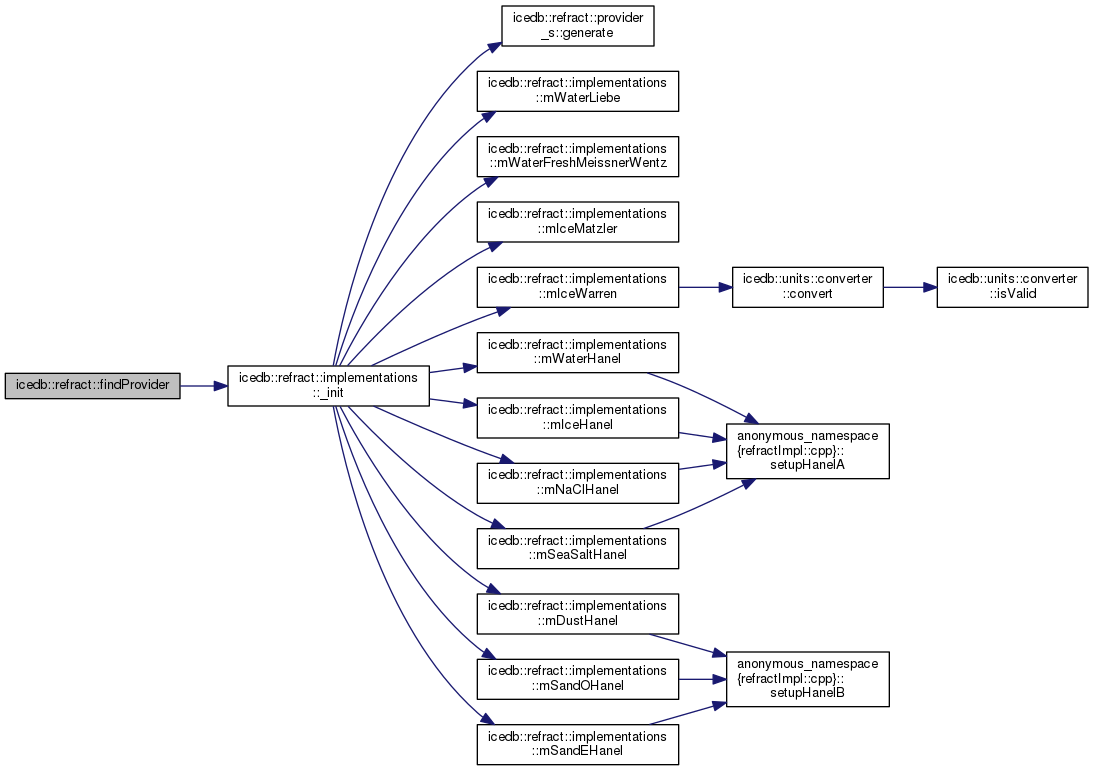 icedb::refract::findProvider
icedb::refract::implementations
::_init
icedb::refract::provider
_s::generate
icedb::refract::implementations
::mWaterLiebe
icedb::refract::implementations
::mWaterFreshMeissnerWentz
icedb::refract::implementations
::mIceMatzler
icedb::refract::implementations
::mIceWarren
icedb::units::converter
::convert
icedb::units::converter
::isValid
icedb::refract::implementations
::mWaterHanel
icedb::refract::implementations
::mIceHanel
icedb::refract::implementations
::mNaClHanel
icedb::refract::implementations
::mSeaSaltHanel
anonymous_namespace
{refractImpl::cpp}::
setupHanelA
icedb::refract::implementations
::mDustHanel
icedb::refract::implementations
::mSandOHanel
icedb::refract::implementations
::mSandEHanel
anonymous_namespace
{refractImpl::cpp}::
setupHanelB